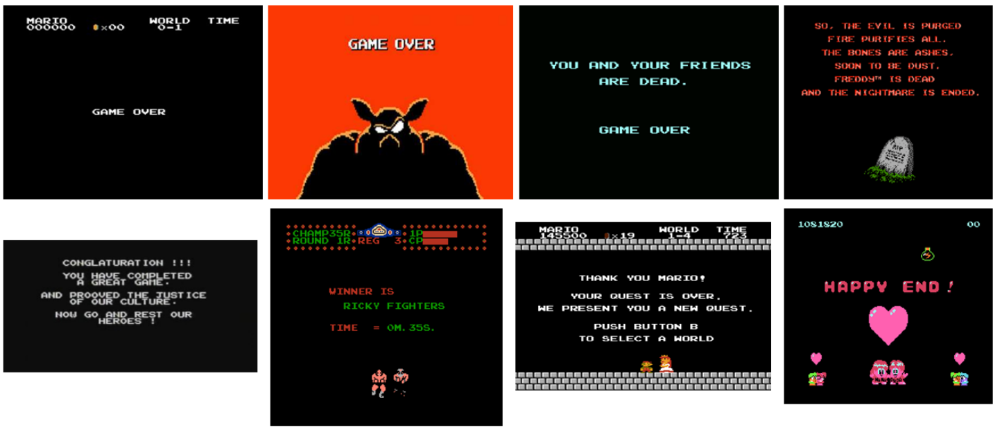 MARIO WORLD TIME
000000 ×00 0-1
GAME OVER
GAME OVER
YOU AND YOUR FRIENDS
ARE DEAD.
GAME OVER
SO, THE EVIL IS PURGED
FIRE PURIFIES ALL.
THE BONES ARE ASHES,
SOON TO BE DUST.
FREDDY™ IS DEAD
AND THE NIGHTMARE IS ENDED.
RIP
CONGLATURATION !!!
YOU HAVE COMPLETED
A GREAT GAME.
AND PROOVED THE JUSTICE
OF OUR CULTURE.
NOW GO AND REST OUR
HEROES !
CHAMP35R 1P
ROUND 1R REG 3 CP
WINNER IS
RICKY FIGHTERS
TIME = 0M.35S.
MARIO WORLD TIME
145500 ×19 1-4 723
THANK YOU MARIO!
YOUR QUEST IS OVER.
WE PRESENT YOU A NEW QUEST.
PUSH BUTTON B
TO SELECT A WORLD
1081820 00
HAPPY END!